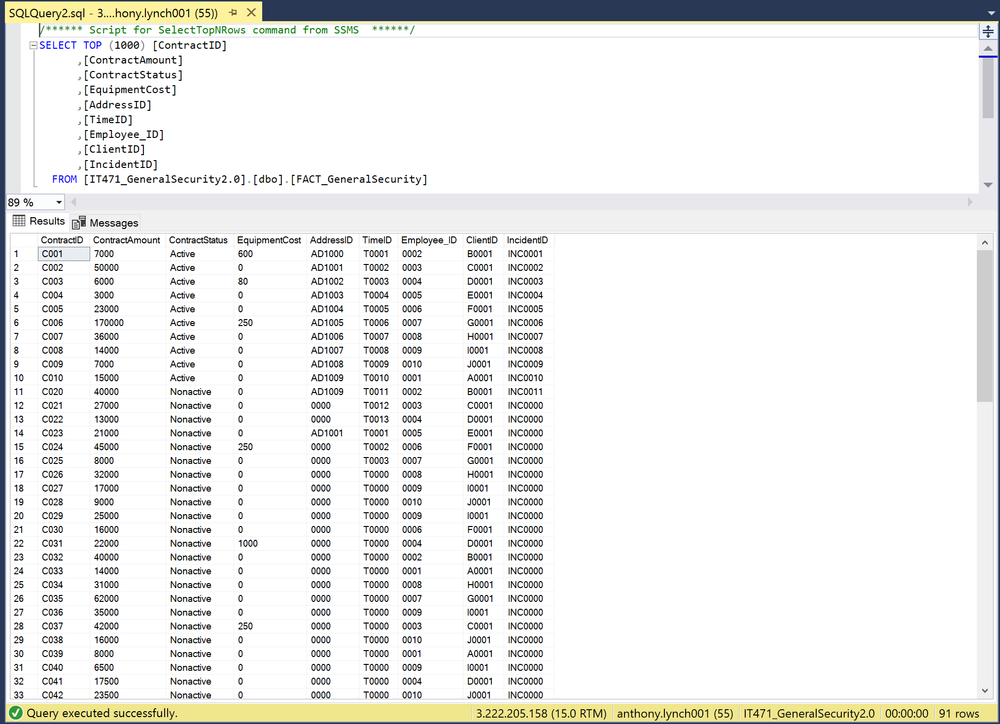 SQLQuery2.sql - 3....hony.lynch001 (55))
/****** Script for SelectTopNRows command from SSMS  ******/
SELECT TOP (1000) [ContractID]
,[ContractAmount]
,[ContractStatus]
,[EquipmentCost]
,[AddressID]
,[TimeID]
,[Employee_ID]
,[ClientID]
,[IncidentID]
FROM [IT471_GeneralSecurity2.0].[dbo].[FACT_GeneralSecurity]
89 %
Results Messages
ContractID ContractAmount ContractStatus EquipmentCost AddressID TimeID Employee_ID ClientID IncidentID
1 C001 7000 Active 600 AD1000 T0001 0002 B0001 INC0001
2 C002 50000 Active 0 AD1001 T0002 0003 C0001 INC0002
3 C003 6000 Active 80 AD1002 T0003 0004 D0001 INC0003
4 C004 3000 Active 0 AD1003 T0004 0005 E0001 INC0004
5 C005 23000 Active 0 AD1004 T0005 0006 F0001 INC0005
6 C006 170000 Active 250 AD1005 T0006 0007 G0001 INC0006
7 C007 36000 Active 0 AD1006 T0007 0008 H0001 INC0007
8 C008 14000 Active 0 AD1007 T0008 0009 I0001 INC0008
9 C009 7000 Active 0 AD1008 T0009 0010 J0001 INC0009
10 C010 15000 Active 0 AD1009 T0010 0001 A0001 INC0010
11 C020 40000 Nonactive 0 AD1009 T0011 0002 B0001 INC0011
12 C021 27000 Nonactive 0 0000 T0012 0003 C0001 INC0000
13 C022 13000 Nonactive 0 0000 T0013 0004 D0001 INC0000
14 C023 21000 Nonactive 0 AD1001 T0001 0005 E0001 INC0000
15 C024 45000 Nonactive 250 0000 T0002 0006 F0001 INC0000
16 C025 8000 Nonactive 0 0000 T0003 0007 G0001 INC0000
17 C026 32000 Nonactive 0 0000 T0000 0008 H0001 INC0000
18 C027 17000 Nonactive 0 0000 T0000 0009 I0001 INC0000
19 C028 9000 Nonactive 0 0000 T0000 0010 J0001 INC0000
20 C029 25000 Nonactive 0 0000 T0000 0009 I0001 INC0000
21 C030 16000 Nonactive 0 0000 T0000 0006 F0001 INC0000
22 C031 22000 Nonactive 1000 0000 T0000 0004 D0001 INC0000
23 C032 40000 Nonactive 0 0000 T0000 0002 B0001 INC0000
24 C033 14000 Nonactive 0 0000 T0000 0001 A0001 INC0000
25 C034 31000 Nonactive 0 0000 T0000 0008 H0001 INC0000
26 C035 62000 Nonactive 0 0000 T0000 0007 G0001 INC0000
27 C036 35000 Nonactive 0 0000 T0000 0009 I0001 INC0000
28 C037 42000 Nonactive 250 0000 T0000 0003 C0001 INC0000
29 C038 16000 Nonactive 0 0000 T0000 0010 J0001 INC0000
30 C039 8000 Nonactive 0 0000 T0000 0001 A0001 INC0000
31 C040 6500 Nonactive 0 0000 T0000 0009 I0001 INC0000
32 C041 17500 Nonactive 0 0000 T0000 0004 D0001 INC0000
33 C042 23500 Nonactive 0 0000 T0000 0010 J0001 INC0000
Query executed successfully. 3.222.205.158 (15.0 RTM) anthony.lynch001 (55) IT471_GeneralSecurity2.0 00:00:00 91 rows